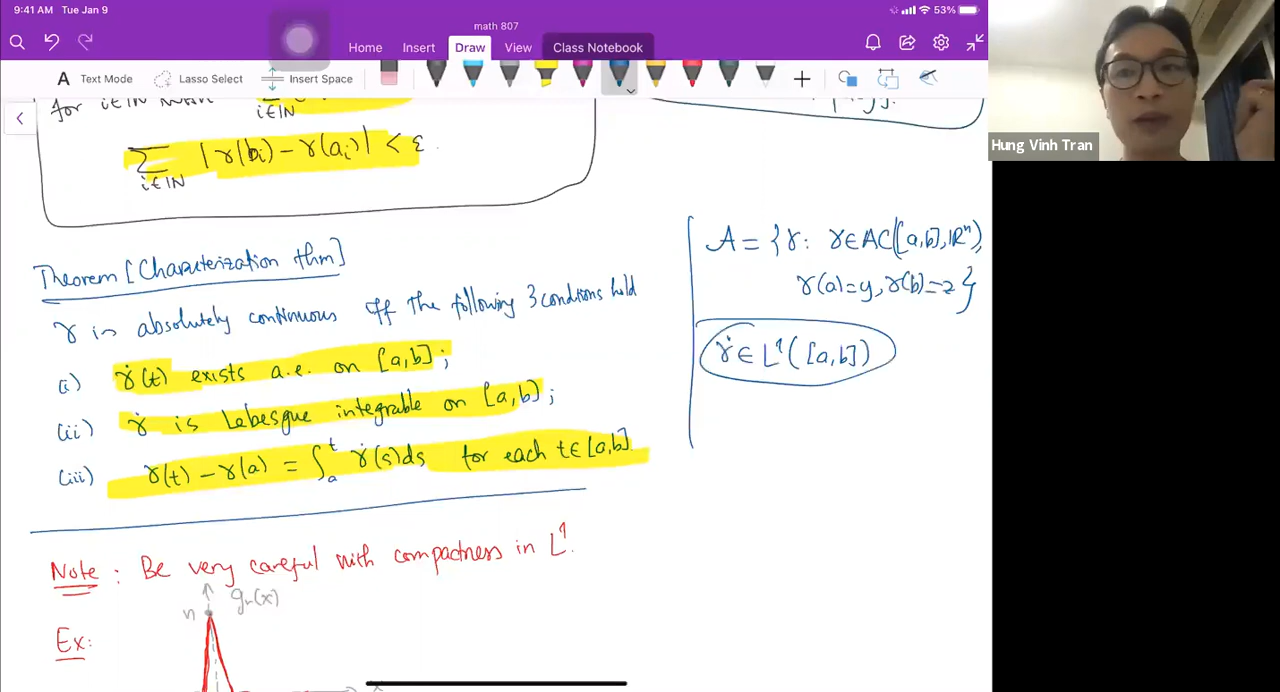 9:41 AM Tue Jan 9
53%
math 807
Home Insert Draw View Class Notebook
A Text Mode Lasso Select Insert Space
for i∈ℕ
i∈ℕ
∑ |γ(bᵢ) − γ(aᵢ)| < ε.
i∈ℕ
Theorem [Characterization thm]
γ is absolutely continuous iff the following 3 conditions hold
(i) γ̇(t) exists a.e. on [a,b];
(ii) γ̇ is Lebesgue integrable on [a,b];
(iii) γ(t) − γ(a) = ∫ₐᵗ γ̇(s)ds for each t∈[a,b].
Note: Be very careful with compactness in L¹.
n gₙ(x)
Ex:
x
A = {γ: γ∈AC([a,b],ℝⁿ),
γ(a)=y, γ(b)=z}
γ̇ ∈ L¹([a,b])
Hung Vinh Tran